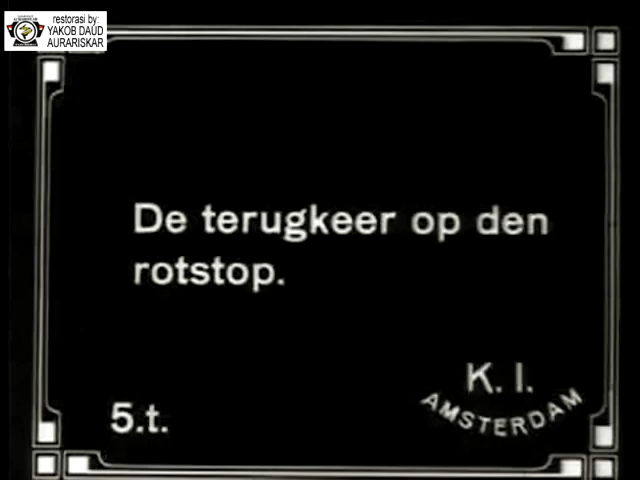 restorasi by:
YAKOB DAUD
AURARISKAR
De terugkeer op den
rotstop.
K. I.
AMSTERDAM
5.t.